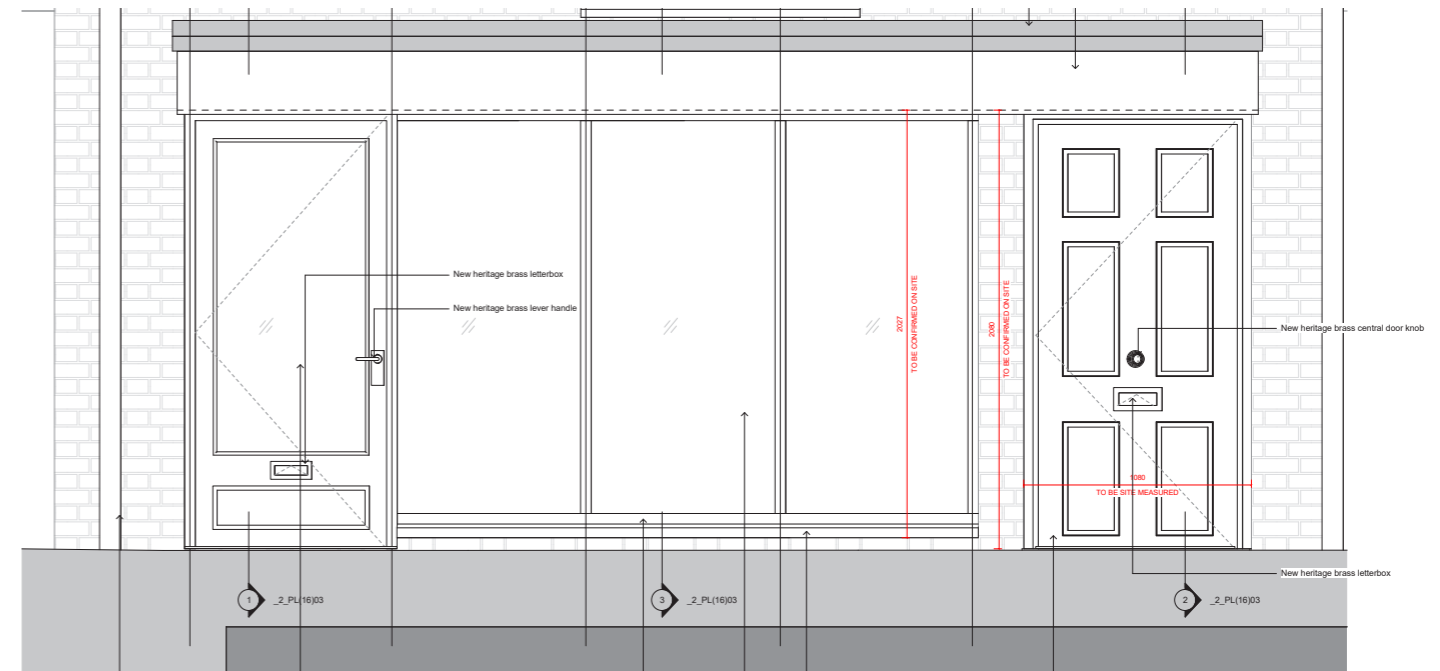 New heritage brass letterbox
New heritage brass lever handle
2027
TO BE CONFIRMED ON SITE
2080
TO BE CONFIRMED ON SITE
New heritage brass central door knob
1080
TO BE SITE MEASURED
New heritage brass letterbox
1 _2_PL(16)03
3 _2_PL(16)03
2 _2_PL(16)03